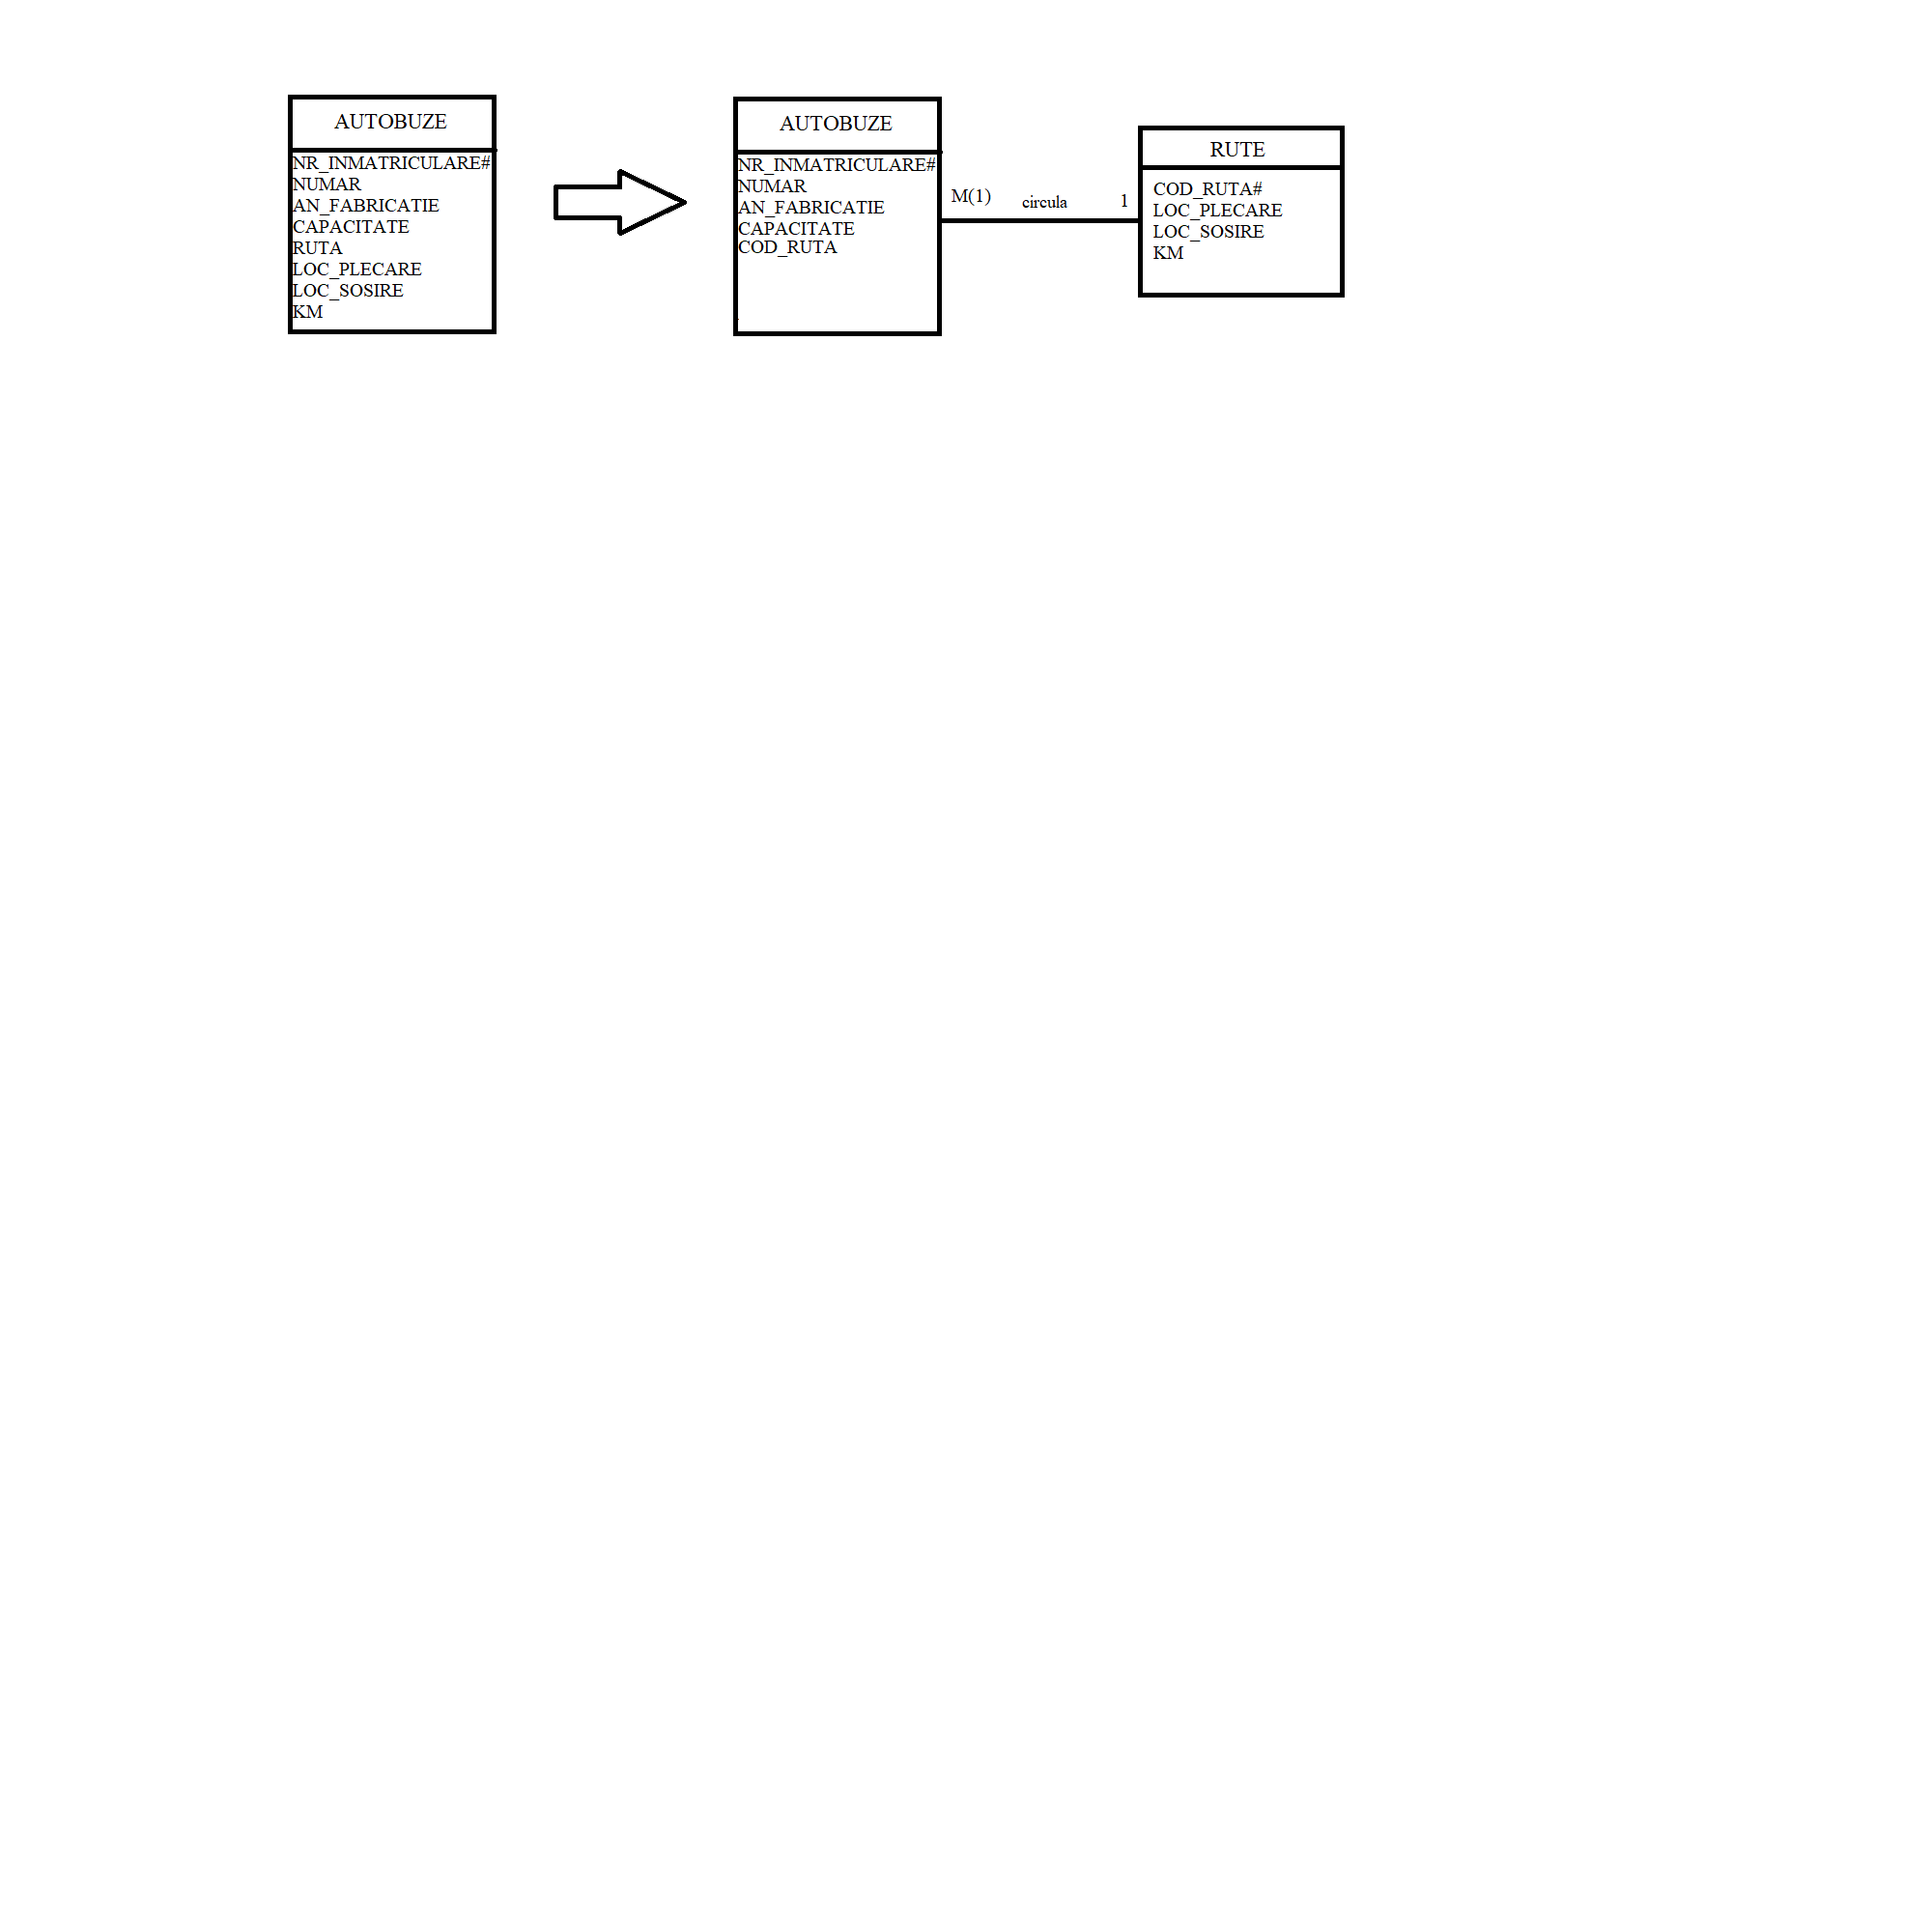 AUTOBUZE
NR_INMATRICULARE#
NUMAR
AN_FABRICATIE
CAPACITATE
RUTA
LOC_PLECARE
LOC_SOSIRE
KM
AUTOBUZE
NR_INMATRICULARE#
NUMAR
AN_FABRICATIE
CAPACITATE
COD_RUTA
M(1)
circula
1
RUTE
COD_RUTA#
LOC_PLECARE
LOC_SOSIRE
KM